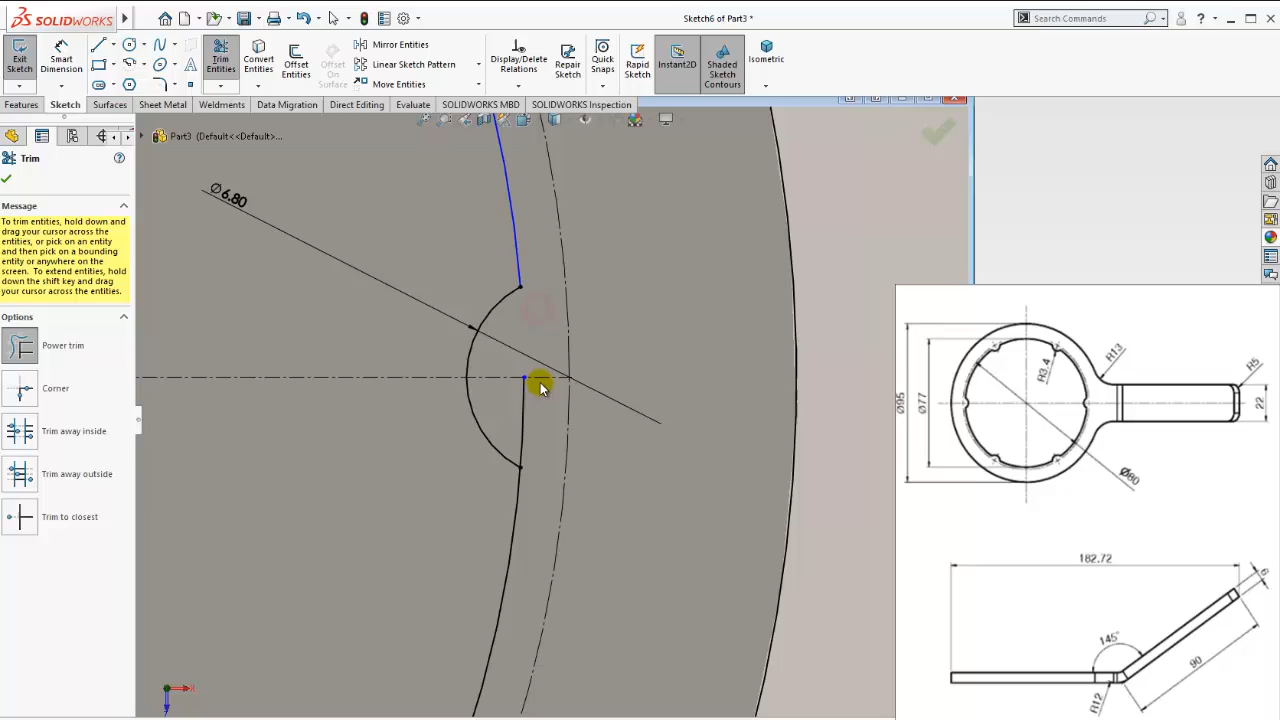 SOLIDWORKS
Sketch6 of Part3 *
Search Commands
Exit Sketch
Smart Dimension
Trim Entities
Convert Entities
Offset Entities
Offset On Surface
Mirror Entities
Linear Sketch Pattern
Move Entities
Display/Delete Relations
Repair Sketch
Quick Snaps
Rapid Sketch
Instant2D
Shaded Sketch Contours
Isometric
Features
Sketch
Surfaces
Sheet Metal
Weldments
Data Migration
Direct Editing
Evaluate
SOLIDWORKS MBD
SOLIDWORKS Inspection
Part3 (Default<<Default>...
Trim
Message
To trim entities, hold down and
drag your cursor across the
entities, or pick on an entity
and then pick on a bounding
entity or anywhere on the
screen. To extend entities, hold
down the shift key and drag
your cursor across the entities.
Options
Power trim
Corner
Trim away inside
Trim away outside
Trim to closest
∅6.80
R13
R3.4
R5
Ø95
Ø77
22
Ø80
182.72
6
145°
90
R12